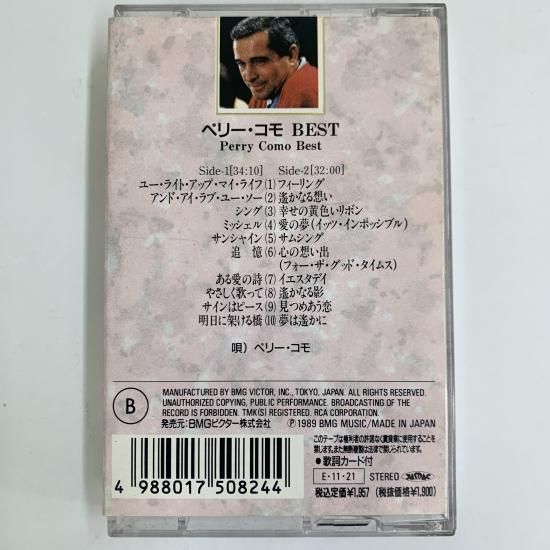 ペリー・コモ BEST
Perry Como Best
Side-1[34:10] Side-2[32:00]
ユー・ライト・アップ・マイ・ライフ(1)フィーリング
アンド・アイ・ラブ・ユー・ソー(2)遙かなる想い
シング(3)幸せの黄色いリボン
ミッシェル(4)愛の夢(イッツ・インポッシブル)
サンシャイン(5)サムシング
追憶(6)心の想い出
(フォー・ザ・グッド・タイムス)
ある愛の詩(7)イエスタデイ
やさしく歌って(8)遙かなる影
サインはピース(9)見つめあう恋
明日に架ける橋(10)夢は遙かに
唄)ペリー・コモ
B
MANUFACTURED BY BMG VICTOR, INC., TOKYO, JAPAN. ALL RIGHTS RESERVED.
UNAUTHORIZED COPYING, PUBLIC PERFORMANCE. BROADCASTING OF THE
RECORD IS FORBIDDEN. TMK(S) REGISTERED. RCA CORPORATION.
発売元:BMGビクター株式会社 Ⓟ1989 BMG MUSIC/MADE IN JAPAN
このテープは権利者の許諾なく賃貸業に使用することを
禁じます。また無断複製は法律で禁じられています。
●歌詞カード付
E・11・21 STEREO JASRAC
税込定価¥1,957 (税抜価格¥1,900)
4 988017 508244